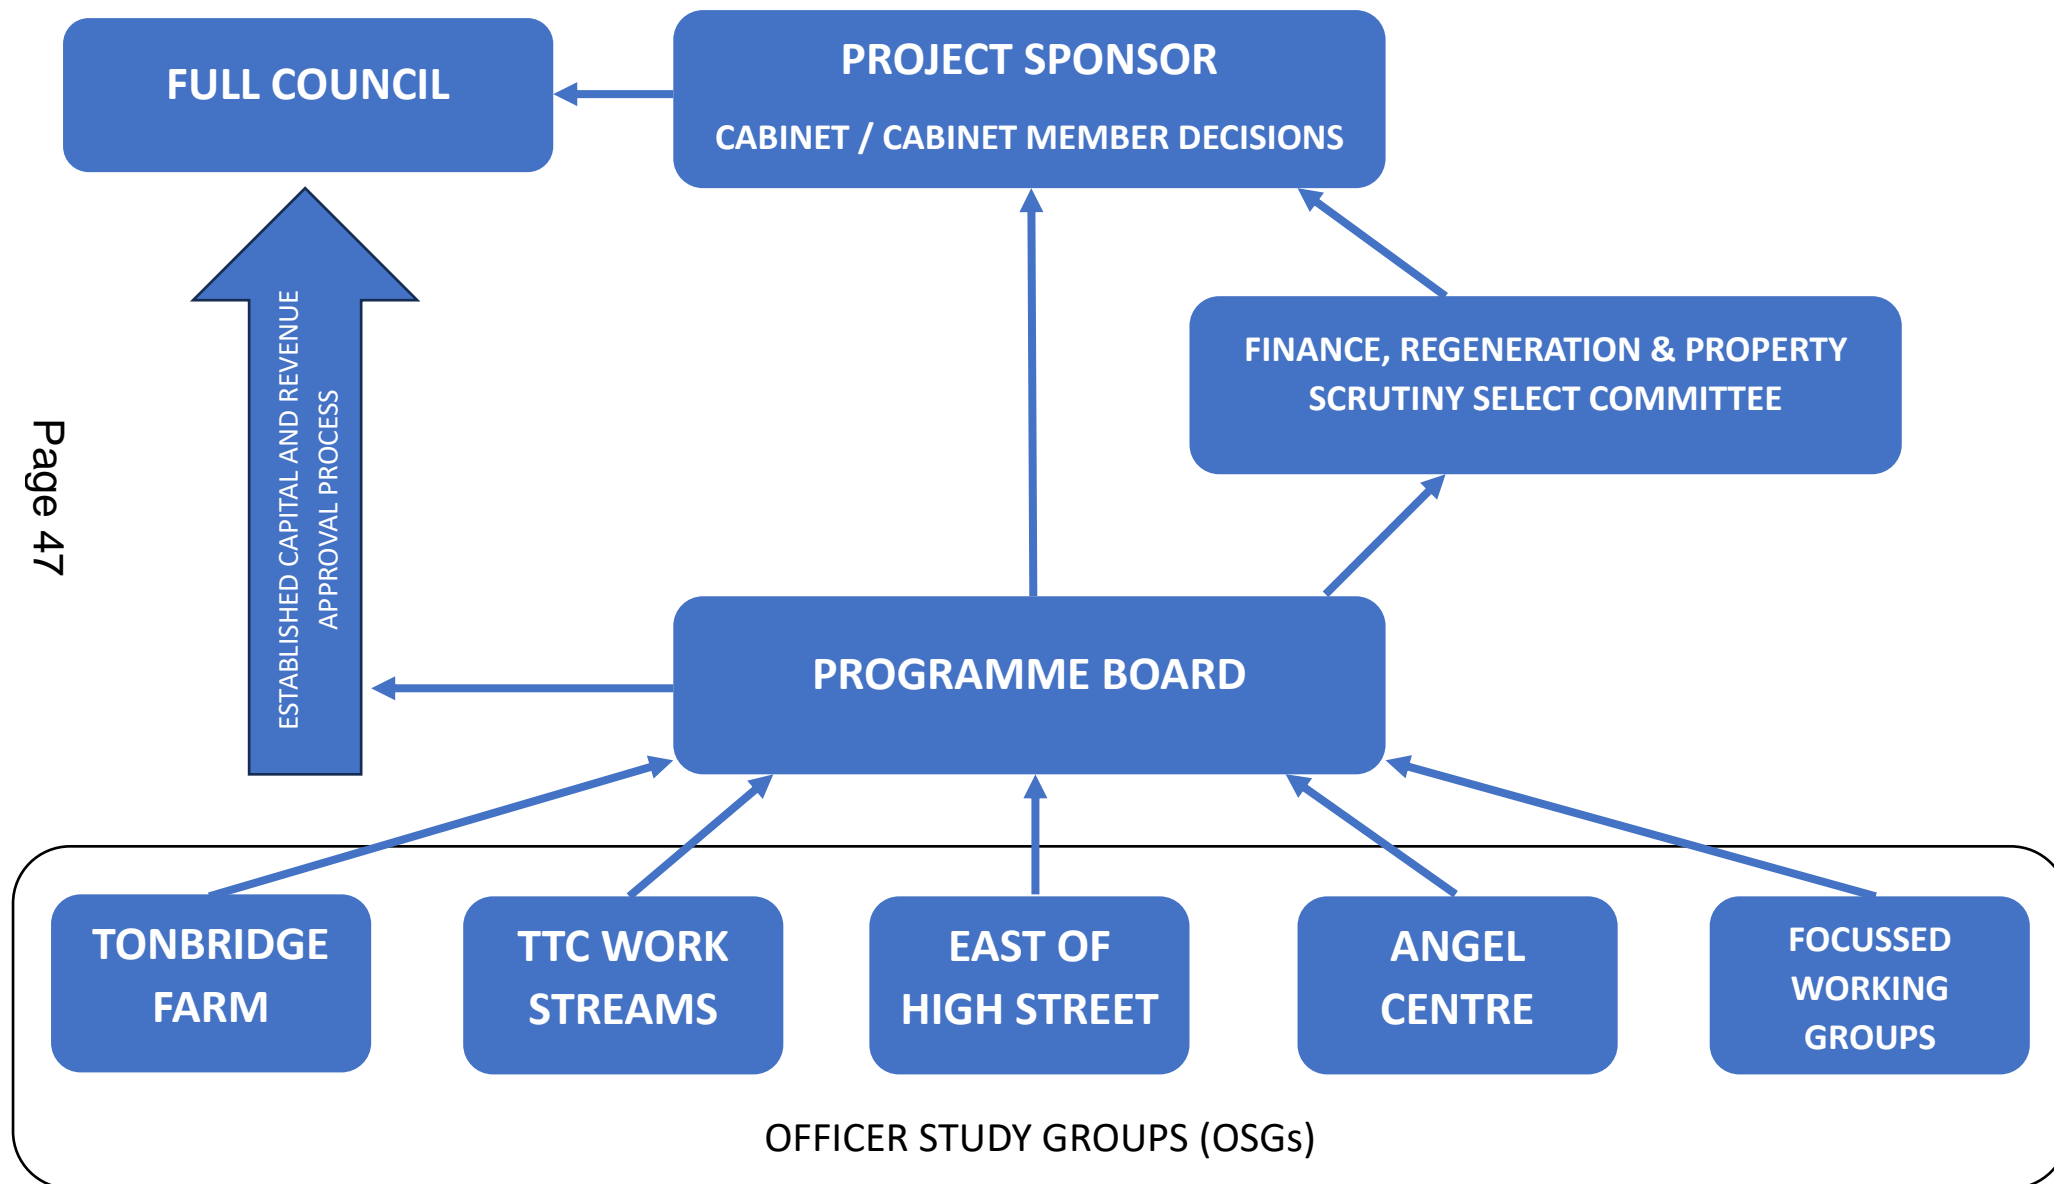 FULL COUNCIL
PROJECT SPONSOR
CABINET / CABINET MEMBER DECISIONS
ESTABLISHED CAPITAL AND REVENUE
APPROVAL PROCESS
FINANCE, REGENERATION & PROPERTY
SCRUTINY SELECT COMMITTEE
Page 47
PROGRAMME BOARD
TONBRIDGE
FARM
TTC WORK
STREAMS
EAST OF
HIGH STREET
ANGEL
CENTRE
FOCUSSED
WORKING
GROUPS
OFFICER STUDY GROUPS (OSGs)